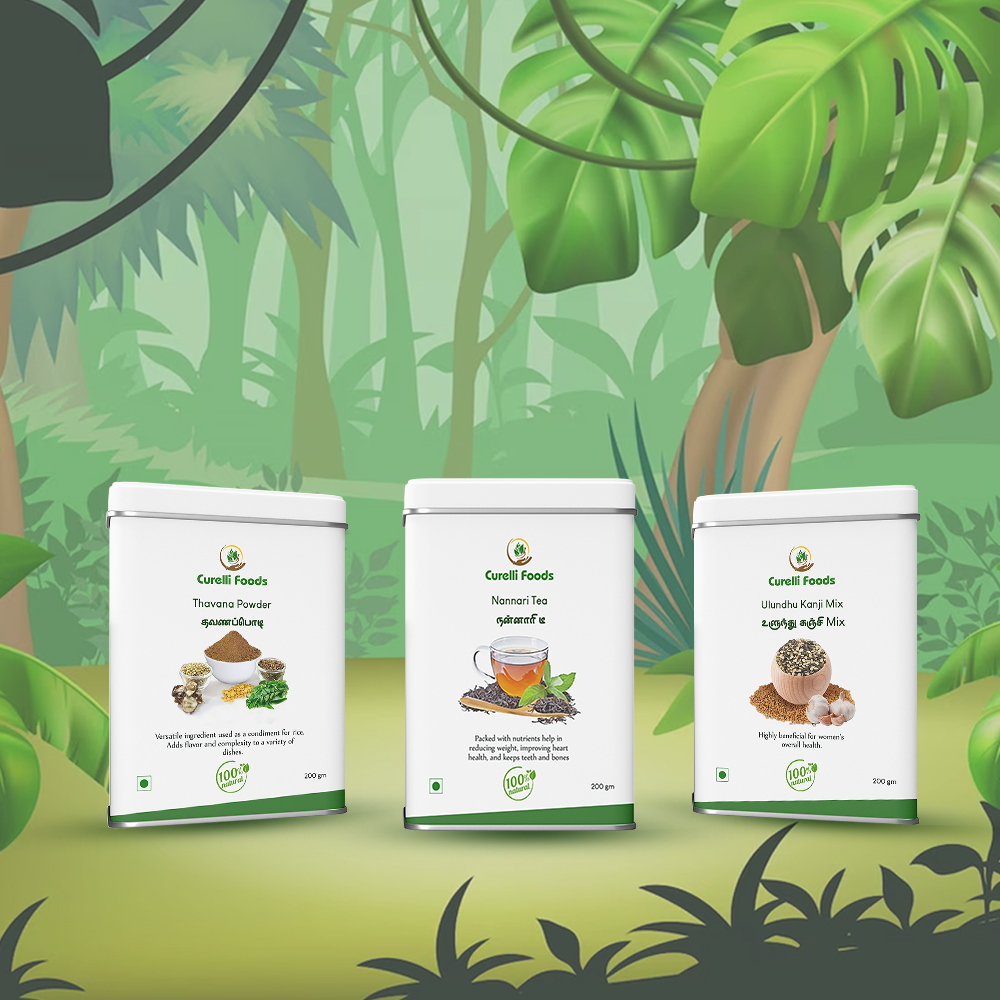 Curelli Foods
Thavana Powder
தவணப்பொடி
Versatile ingredient used as a condiment for rice.
Adds flavor and complexity to a variety of
dishes.
100%
natural
200 gm
Curelli Foods
Nannari Tea
நன்னாரி டீ
Packed with nutrients help in
reducing weight, improving heart
health, and keeps teeth and bones
100%
natural
200 gm
Curelli Foods
Ulundhu Kanji Mix
உளுந்து கஞ்சி Mix
Highly beneficial for women's
overall health.
100%
natural
200 gm